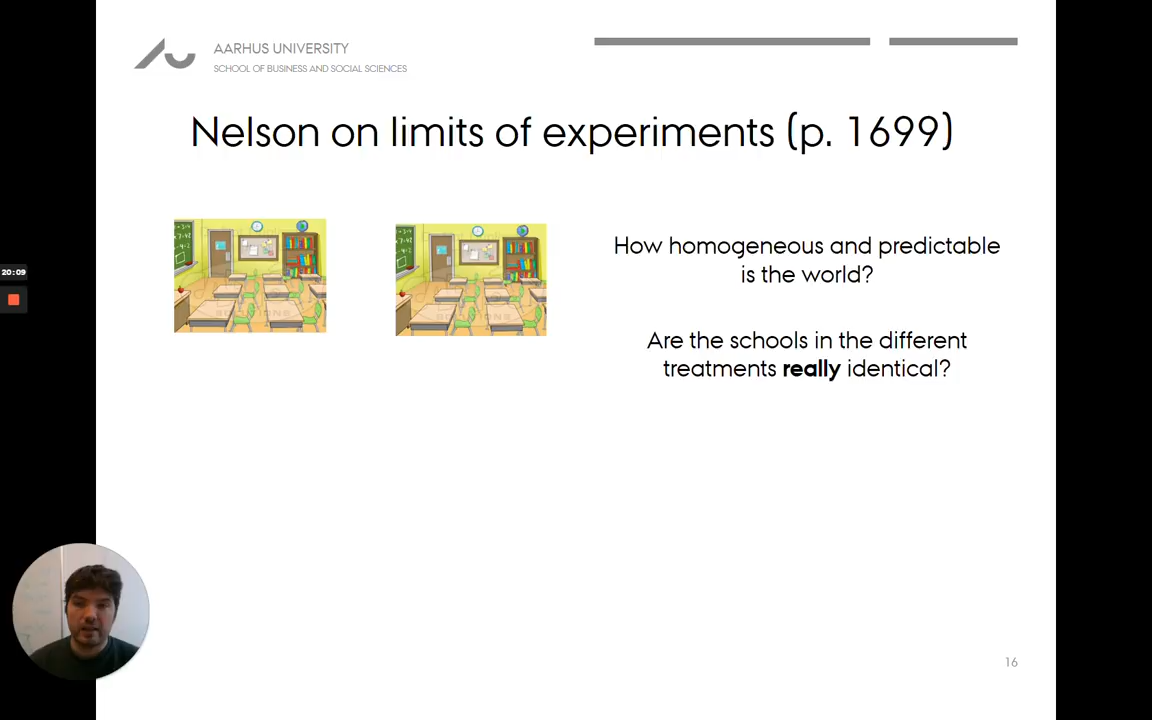 AARHUS UNIVERSITY
SCHOOL OF BUSINESS AND SOCIAL SCIENCES
Nelson on limits of experiments (p. 1699)
How homogeneous and predictable
is the world?
Are the schools in the different
treatments really identical?
20:09
16